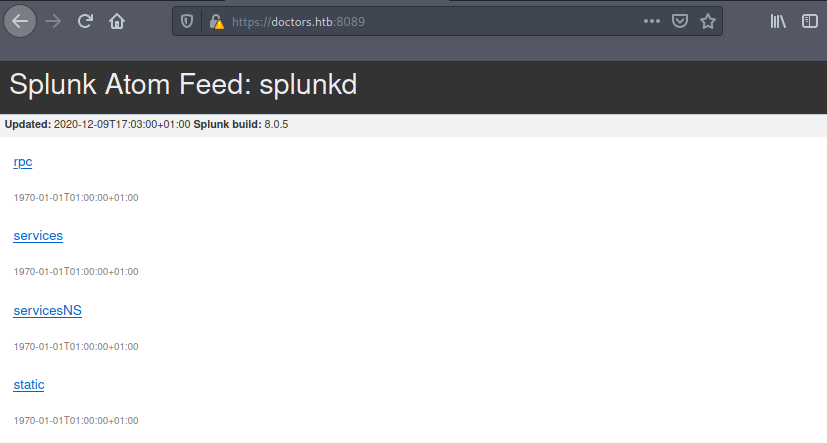 https://doctors.htb:8089
Splunk Atom Feed: splunkd
Updated: 2020-12-09T17:03:00+01:00 Splunk build: 8.0.5
rpc
1970-01-01T01:00:00+01:00
services
1970-01-01T01:00:00+01:00
servicesNS
1970-01-01T01:00:00+01:00
static
1970-01-01T01:00:00+01:00